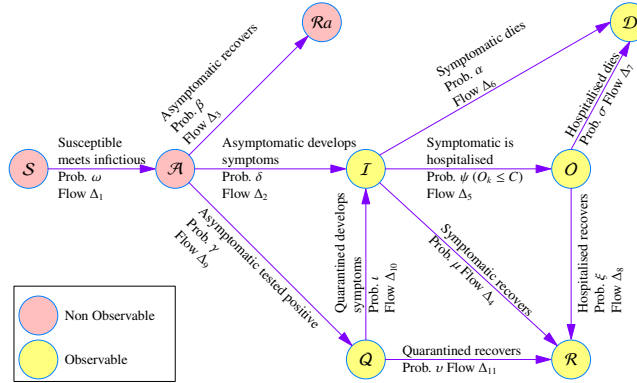 Ra
D
Asymptomatic recovers
Prob. β
Flow Δ3
Symptomatic dies
Prob. α
Flow Δ6
Hospitalised dies
Prob. σ Flow Δ7
Susceptible
meets infictious
Prob. ω
Flow Δ1
Asymptomatic develops
symptoms
Prob. δ
Flow Δ2
Symptomatic is
hospitalised
Prob. ψ (Oₖ ≤ C)
Flow Δ5
S
A
I
O
Asymptomatic tested positive
Prob. γ
Flow Δ9
Quarantined develops
symptoms
Prob. ι
Flow Δ10
Symptomatic recovers
Prob. μ Flow Δ4
Hospitalised recovers
Prob. ξ
Flow Δ8
Non Observable
Observable
Q
Quarantined recovers
Prob. υ Flow Δ11
R